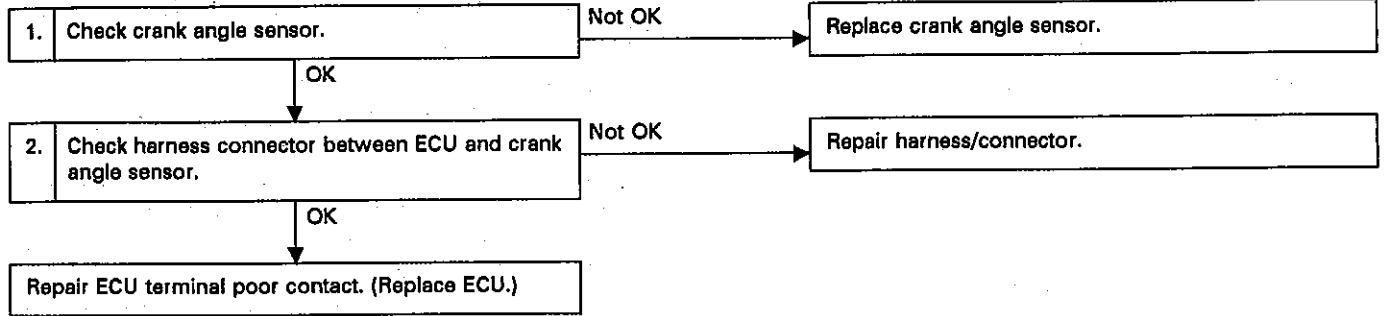 1. Check crank angle sensor.
Not OK
Replace crank angle sensor.
OK
2. Check harness connector between ECU and crank
angle sensor.
Not OK
Repair harness/connector.
OK
Repair ECU terminal poor contact. (Replace ECU.)